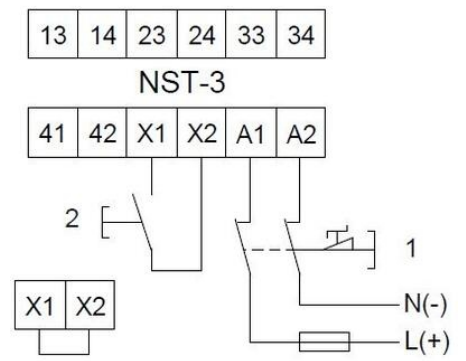 13 14 23 24 33 34
NST-3
41 42 X1 X2 A1 A2
2
1
X1 X2
N(-)
L(+)